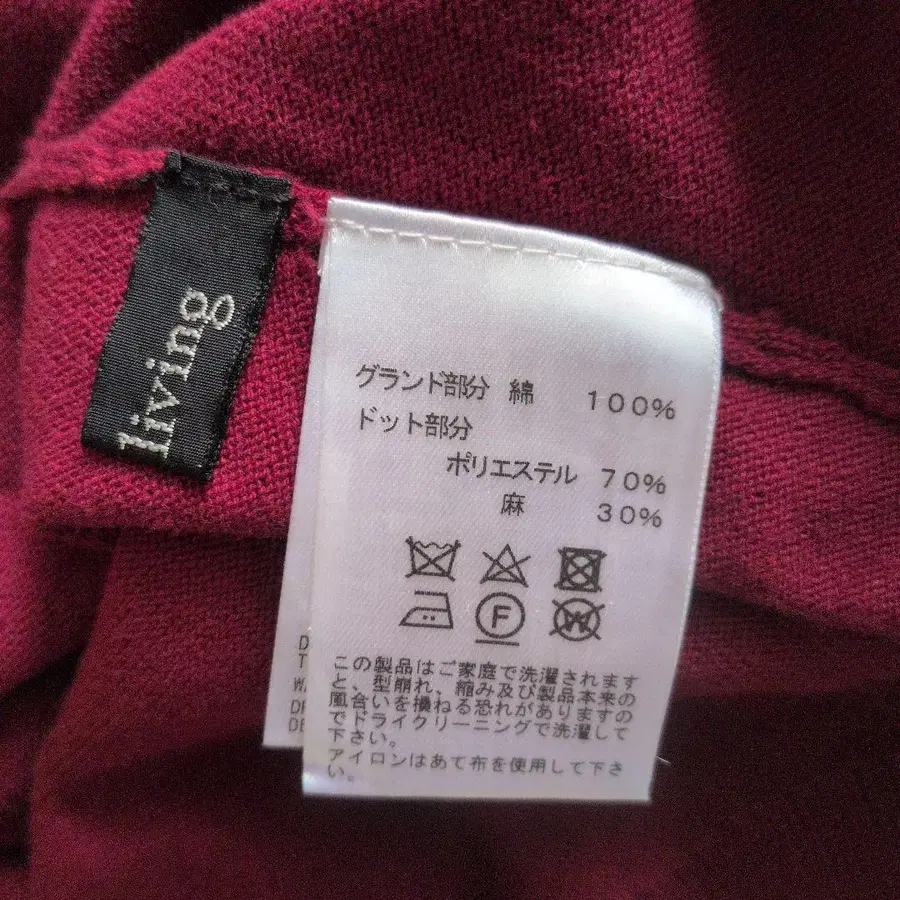 living
グランド部分 綿 100%
ドット部分
ポリエステル 70%
麻 30%
F W
この製品はご家庭で洗濯されます
と、型崩れ、縮み及び製品本来の
風合いを損ねる恐れがありますの
でドライクリーニングで洗濯して
下さい。
アイロンはあて布を使用して下さ
い。